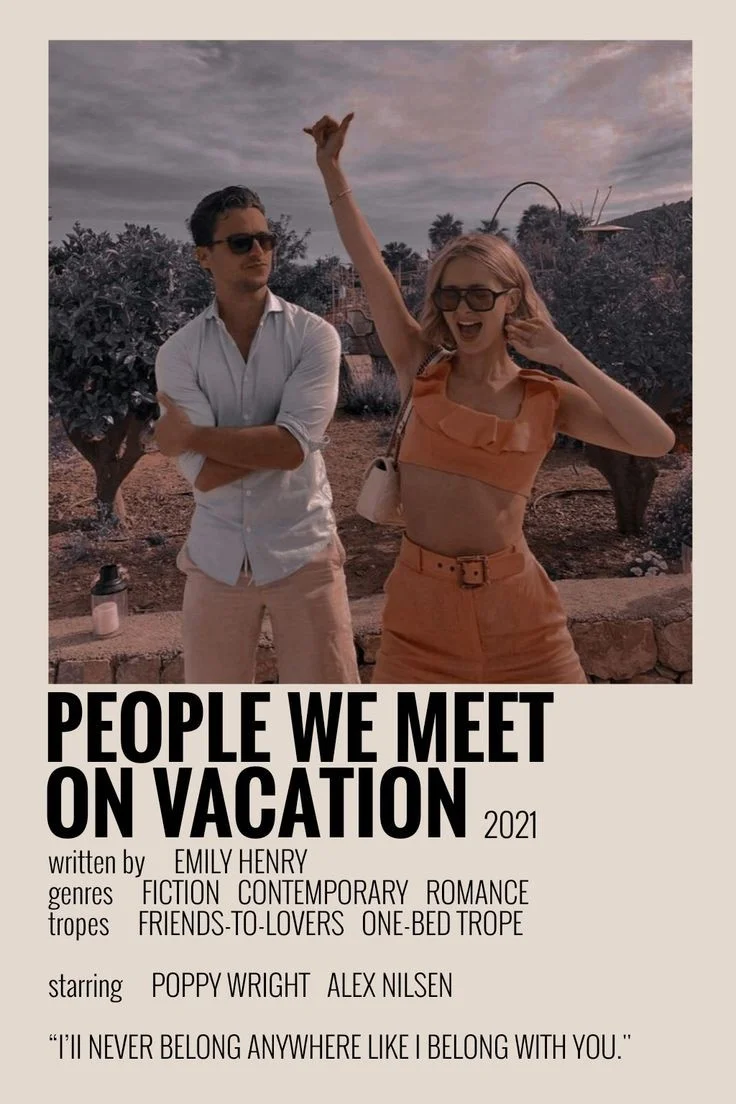 PEOPLE WE MEET
ON VACATION 2021
written by EMILY HENRY
genres FICTION CONTEMPORARY ROMANCE
tropes FRIENDS-TO-LOVERS ONE-BED TROPE
starring POPPY WRIGHT ALEX NILSEN
“I'll NEVER BELONG ANYWHERE LIKE I BELONG WITH YOU."